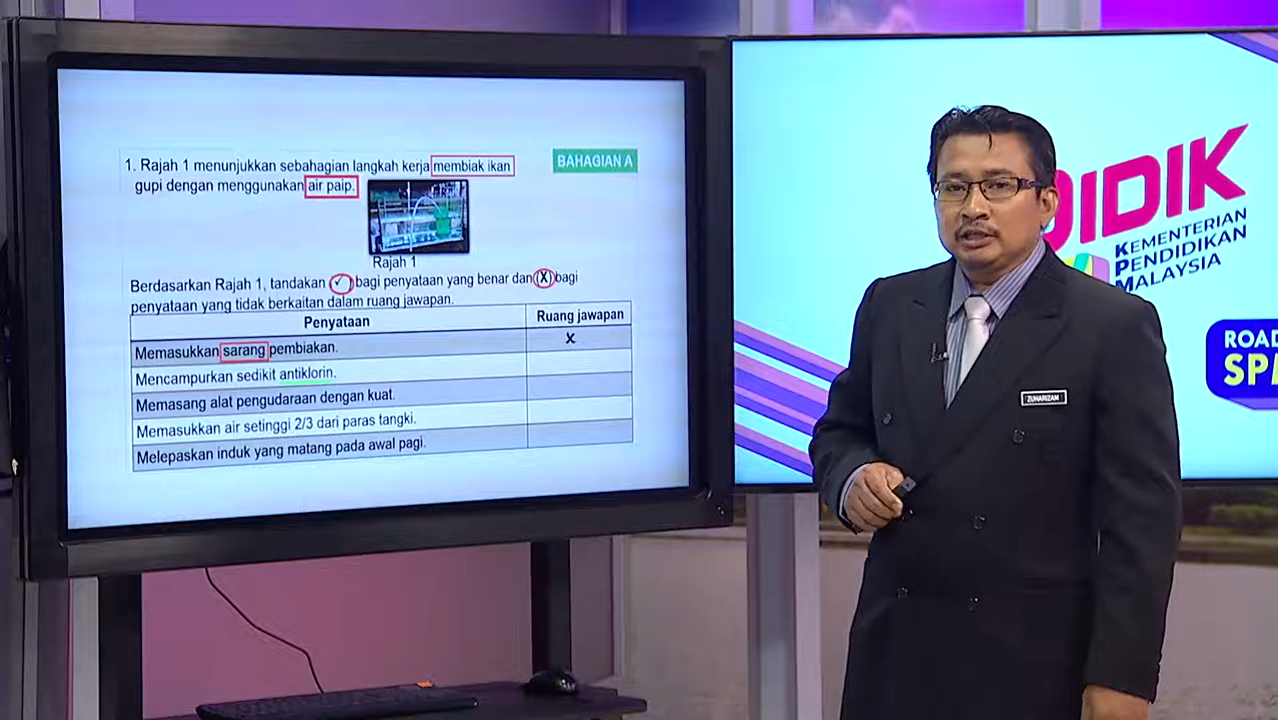 1. Rajah 1 menunjukkan sebahagian langkah kerja membiak ikan
gupi dengan menggunakan air paip.
BAHAGIAN A
Rajah 1
Berdasarkan Rajah 1, tandakan (✓) bagi penyataan yang benar dan (X) bagi
penyataan yang tidak berkaitan dalam ruang jawapan.
Penyataan Ruang jawapan
Memasukkan sarang pembiakan. X
Mencampurkan sedikit antiklorin.
Memasang alat pengudaraan dengan kuat.
Memasukkan air setinggi 2/3 dari paras tangki.
Melepaskan induk yang matang pada awal pagi.
DIDIK
KEMENTERIAN
PENDIDIKAN
MALAYSIA
ROAD
SPM
ZUHARIZAM